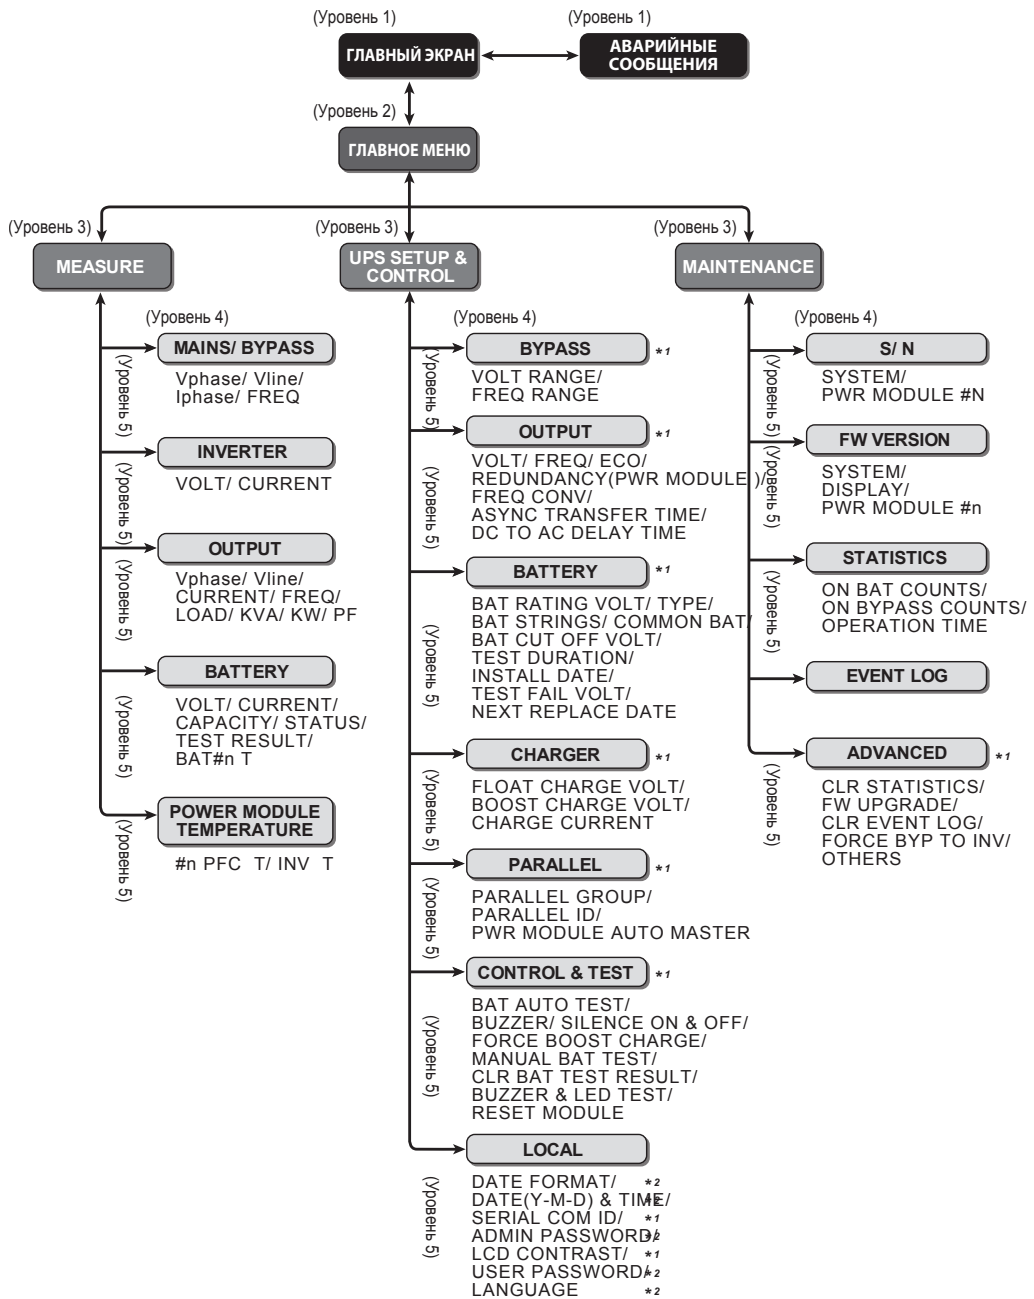 (Уровень 1)
(Уровень 1)
ГЛАВНЫЙ ЭКРАН
АВАРИЙНЫЕ
СООБЩЕНИЯ
(Уровень 2)
ГЛАВНОЕ МЕНЮ
(Уровень 3)
MEASURE
(Уровень 4)
MAINS/ BYPASS
(Уровень 5)
Vphase/ Vline/
Iphase/ FREQ
INVERTER
(Уровень 5)
VOLT/ CURRENT
OUTPUT
(Уровень 5)
Vphase/ Vline/
CURRENT/ FREQ/
LOAD/ KVA/ KW/ PF
BATTERY
(Уровень 5)
VOLT/ CURRENT/
CAPACITY/ STATUS/
TEST RESULT/
BAT#n T
POWER MODULE
TEMPERATURE
(Уровень 5)
#n PFC T/ INV T
(Уровень 3)
UPS SETUP &
CONTROL
(Уровень 4)
BYPASS *1
(Уровень 5)
VOLT RANGE/
FREQ RANGE
OUTPUT *1
(Уровень 5)
VOLT/ FREQ/ ECO/
REDUNDANCY(PWR MODULE )/
FREQ CONV/
ASYNC TRANSFER TIME/
DC TO AC DELAY TIME
BATTERY *1
(Уровень 5)
BAT RATING VOLT/ TYPE/
BAT STRINGS/ COMMON BAT/
BAT CUT OFF VOLT/
TEST DURATION/
INSTALL DATE/
TEST FAIL VOLT/
NEXT REPLACE DATE
CHARGER *1
(Уровень 5)
FLOAT CHARGE VOLT/
BOOST CHARGE VOLT/
CHARGE CURRENT
PARALLEL *1
(Уровень 5)
PARALLEL GROUP/
PARALLEL ID/
PWR MODULE AUTO MASTER
CONTROL & TEST *1
(Уровень 5)
BAT AUTO TEST/
BUZZER/ SILENCE ON & OFF/
FORCE BOOST CHARGE/
MANUAL BAT TEST/
CLR BAT TEST RESULT/
BUZZER & LED TEST/
RESET MODULE
LOCAL
(Уровень 5)
DATE FORMAT/ *2
DATE(Y-M-D) & TIME/ *2
SERIAL COM ID/ *1
ADMIN PASSWORD/ *2
LCD CONTRAST/ *1
USER PASSWORD/ *2
LANGUAGE *2
(Уровень 3)
MAINTENANCE
(Уровень 4)
S/ N
(Уровень 5)
SYSTEM/
PWR MODULE #N
FW VERSION
(Уровень 5)
SYSTEM/
DISPLAY/
PWR MODULE #n
STATISTICS
(Уровень 5)
ON BAT COUNTS/
ON BYPASS COUNTS/
OPERATION TIME
EVENT LOG
ADVANCED *1
(Уровень 5)
CLR STATISTICS/
FW UPGRADE/
CLR EVENT LOG/
FORCE BYP TO INV/
OTHERS